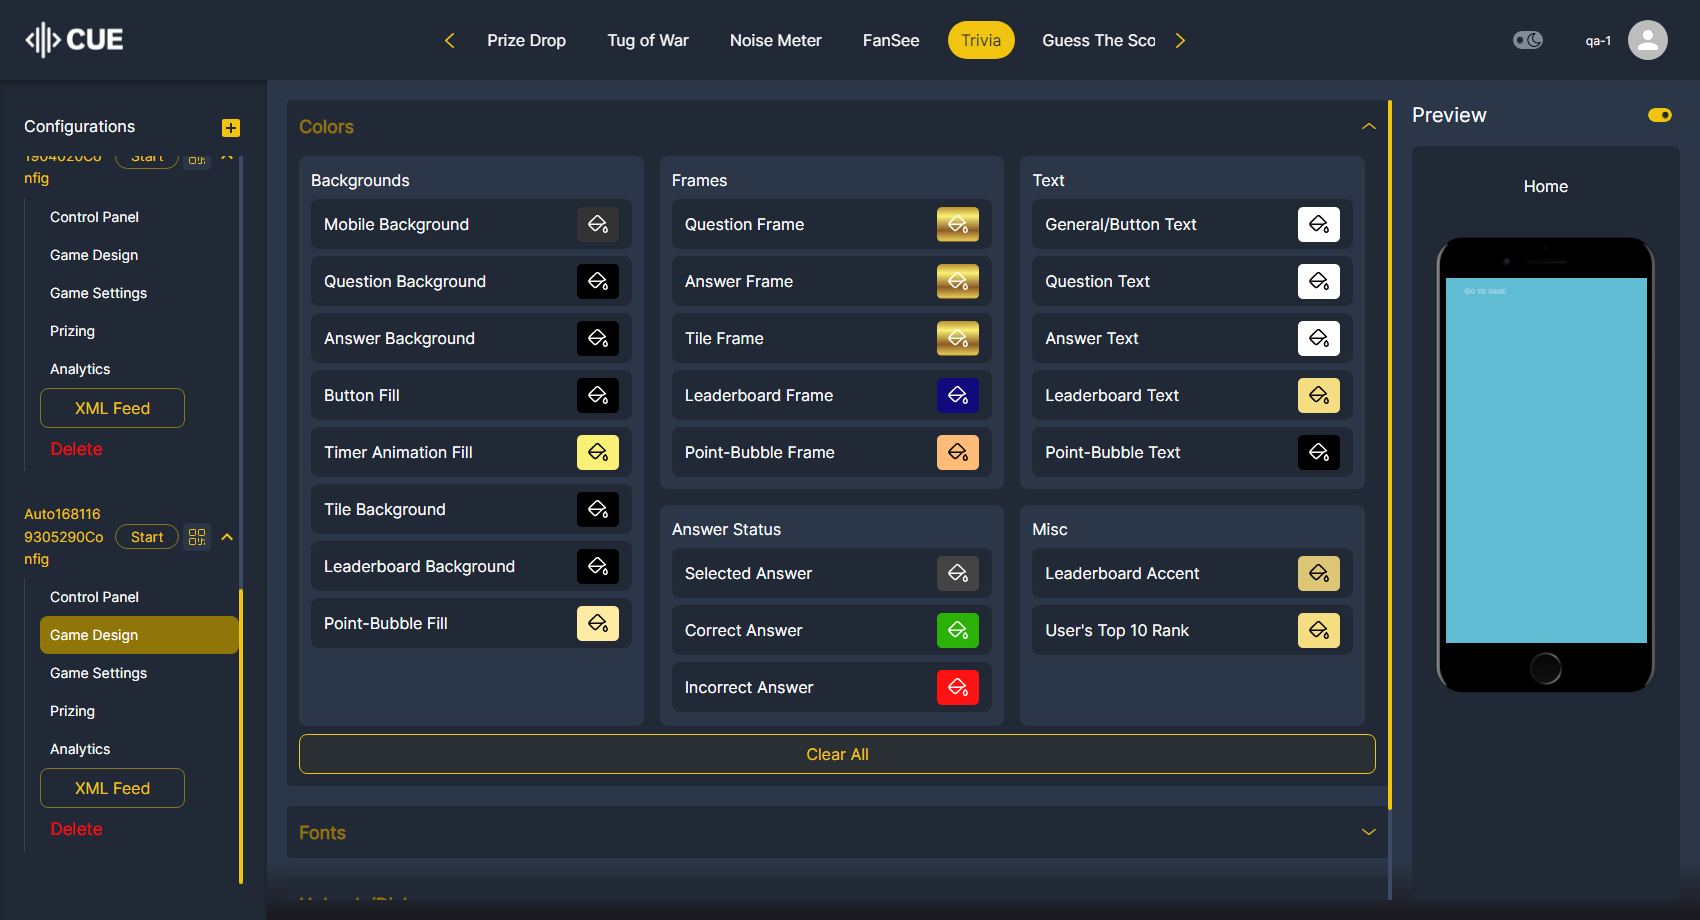 CUE
Prize Drop
Tug of War
Noise Meter
FanSee
Trivia
Guess The Sco
qa-1
Configurations
1904020Co
nfig
Start
Control Panel
Game Design
Game Settings
Prizing
Analytics
XML Feed
Delete
Auto168116
9305290Co
nfig
Start
Control Panel
Game Design
Game Settings
Prizing
Analytics
XML Feed
Delete
Colors
Backgrounds
Mobile Background
Question Background
Answer Background
Button Fill
Timer Animation Fill
Tile Background
Leaderboard Background
Point-Bubble Fill
Frames
Question Frame
Answer Frame
Tile Frame
Leaderboard Frame
Point-Bubble Frame
Answer Status
Selected Answer
Correct Answer
Incorrect Answer
Text
General/Button Text
Question Text
Answer Text
Leaderboard Text
Point-Bubble Text
Misc
Leaderboard Accent
User's Top 10 Rank
Clear All
Fonts
Preview
Home
Go to game